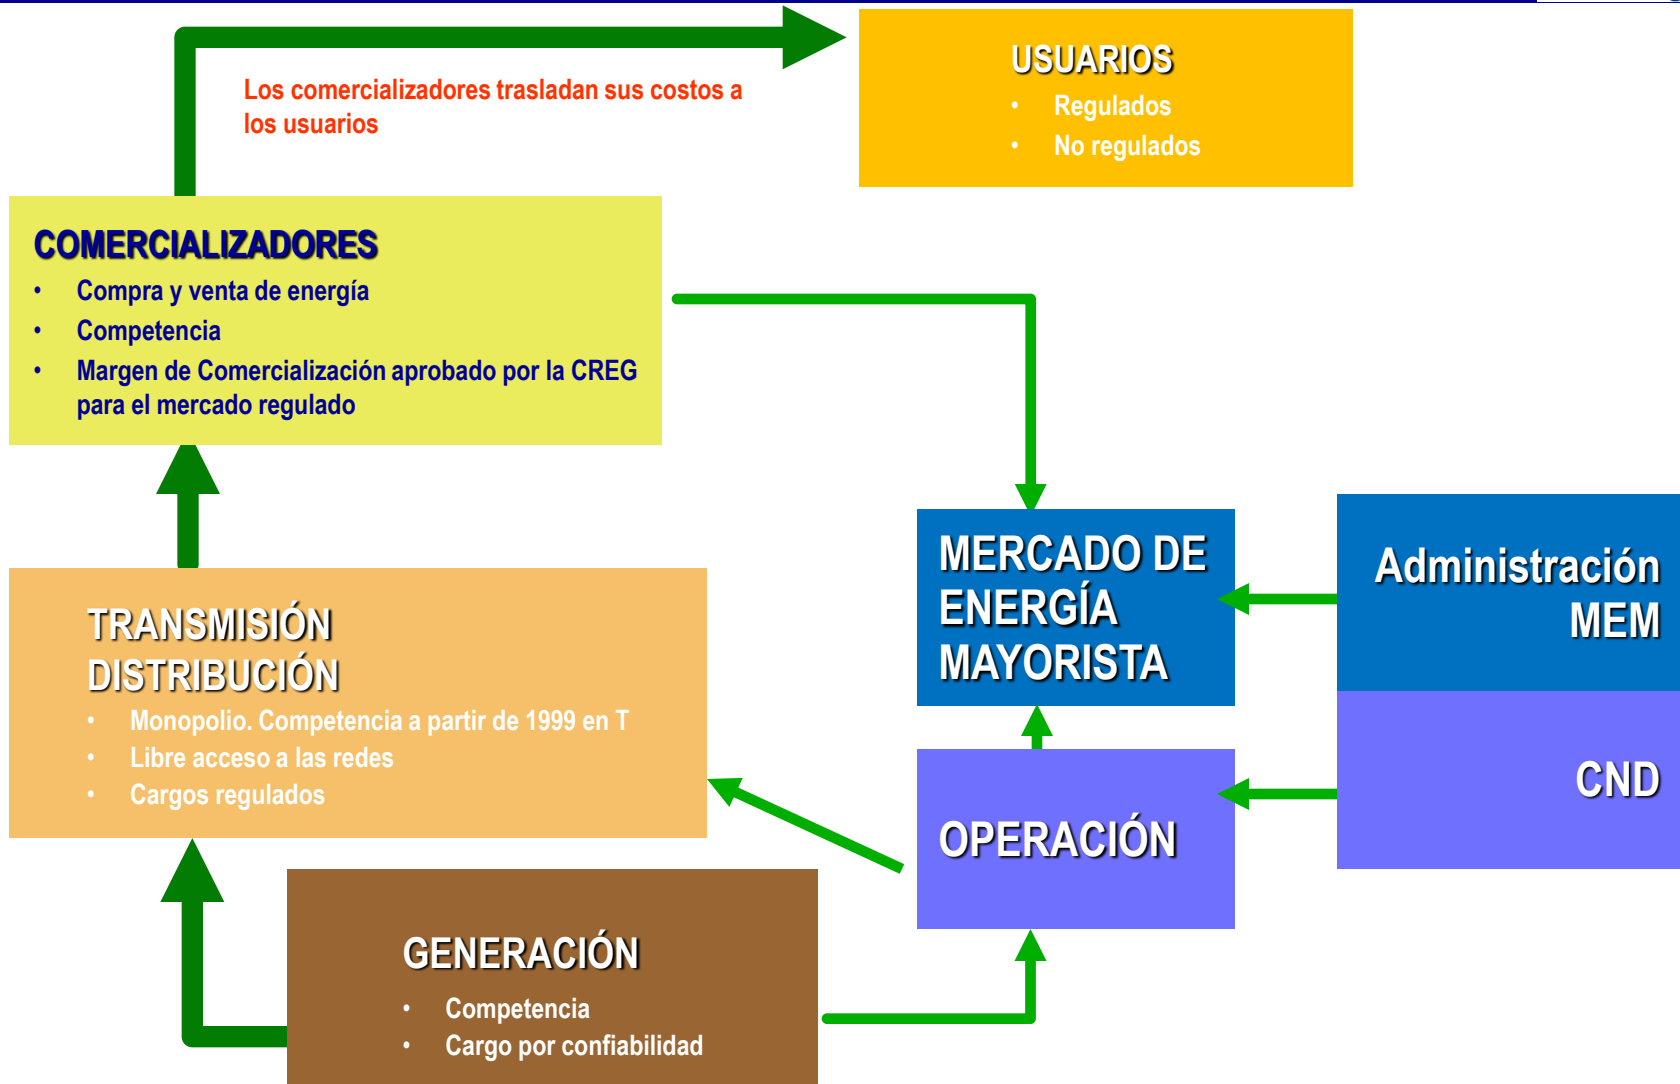 Los comercializadores trasladan sus costos a
los usuarios
USUARIOS
• Regulados
• No regulados
COMERCIALIZADORES
• Compra y venta de energía
• Competencia
• Margen de Comercialización aprobado por la CREG
para el mercado regulado
MERCADO DE
ENERGÍA
MAYORISTA
Administración
MEM
TRANSMISIÓN
DISTRIBUCIÓN
• Monopolio. Competencia a partir de 1999 en T
• Libre acceso a las redes
• Cargos regulados
OPERACIÓN
CND
GENERACIÓN
• Competencia
• Cargo por confiabilidad